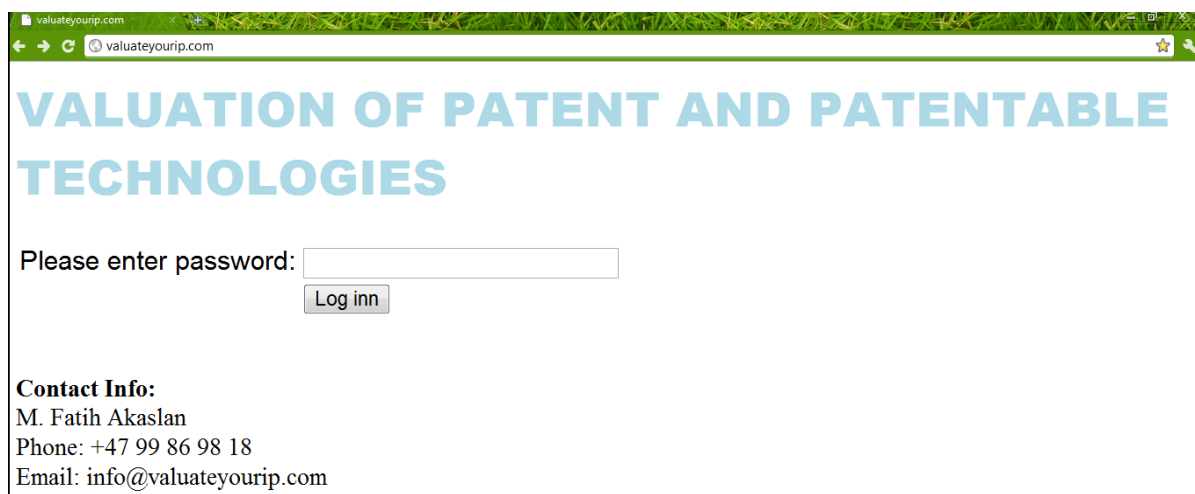 valuateyourip.com
valuateyourip.com
VALUATION OF PATENT AND PATENTABLE
TECHNOLOGIES
Please enter password:
Log inn
Contact Info:
M. Fatih Akaslan
Phone: +47 99 86 98 18
Email: info@valuateyourip.com